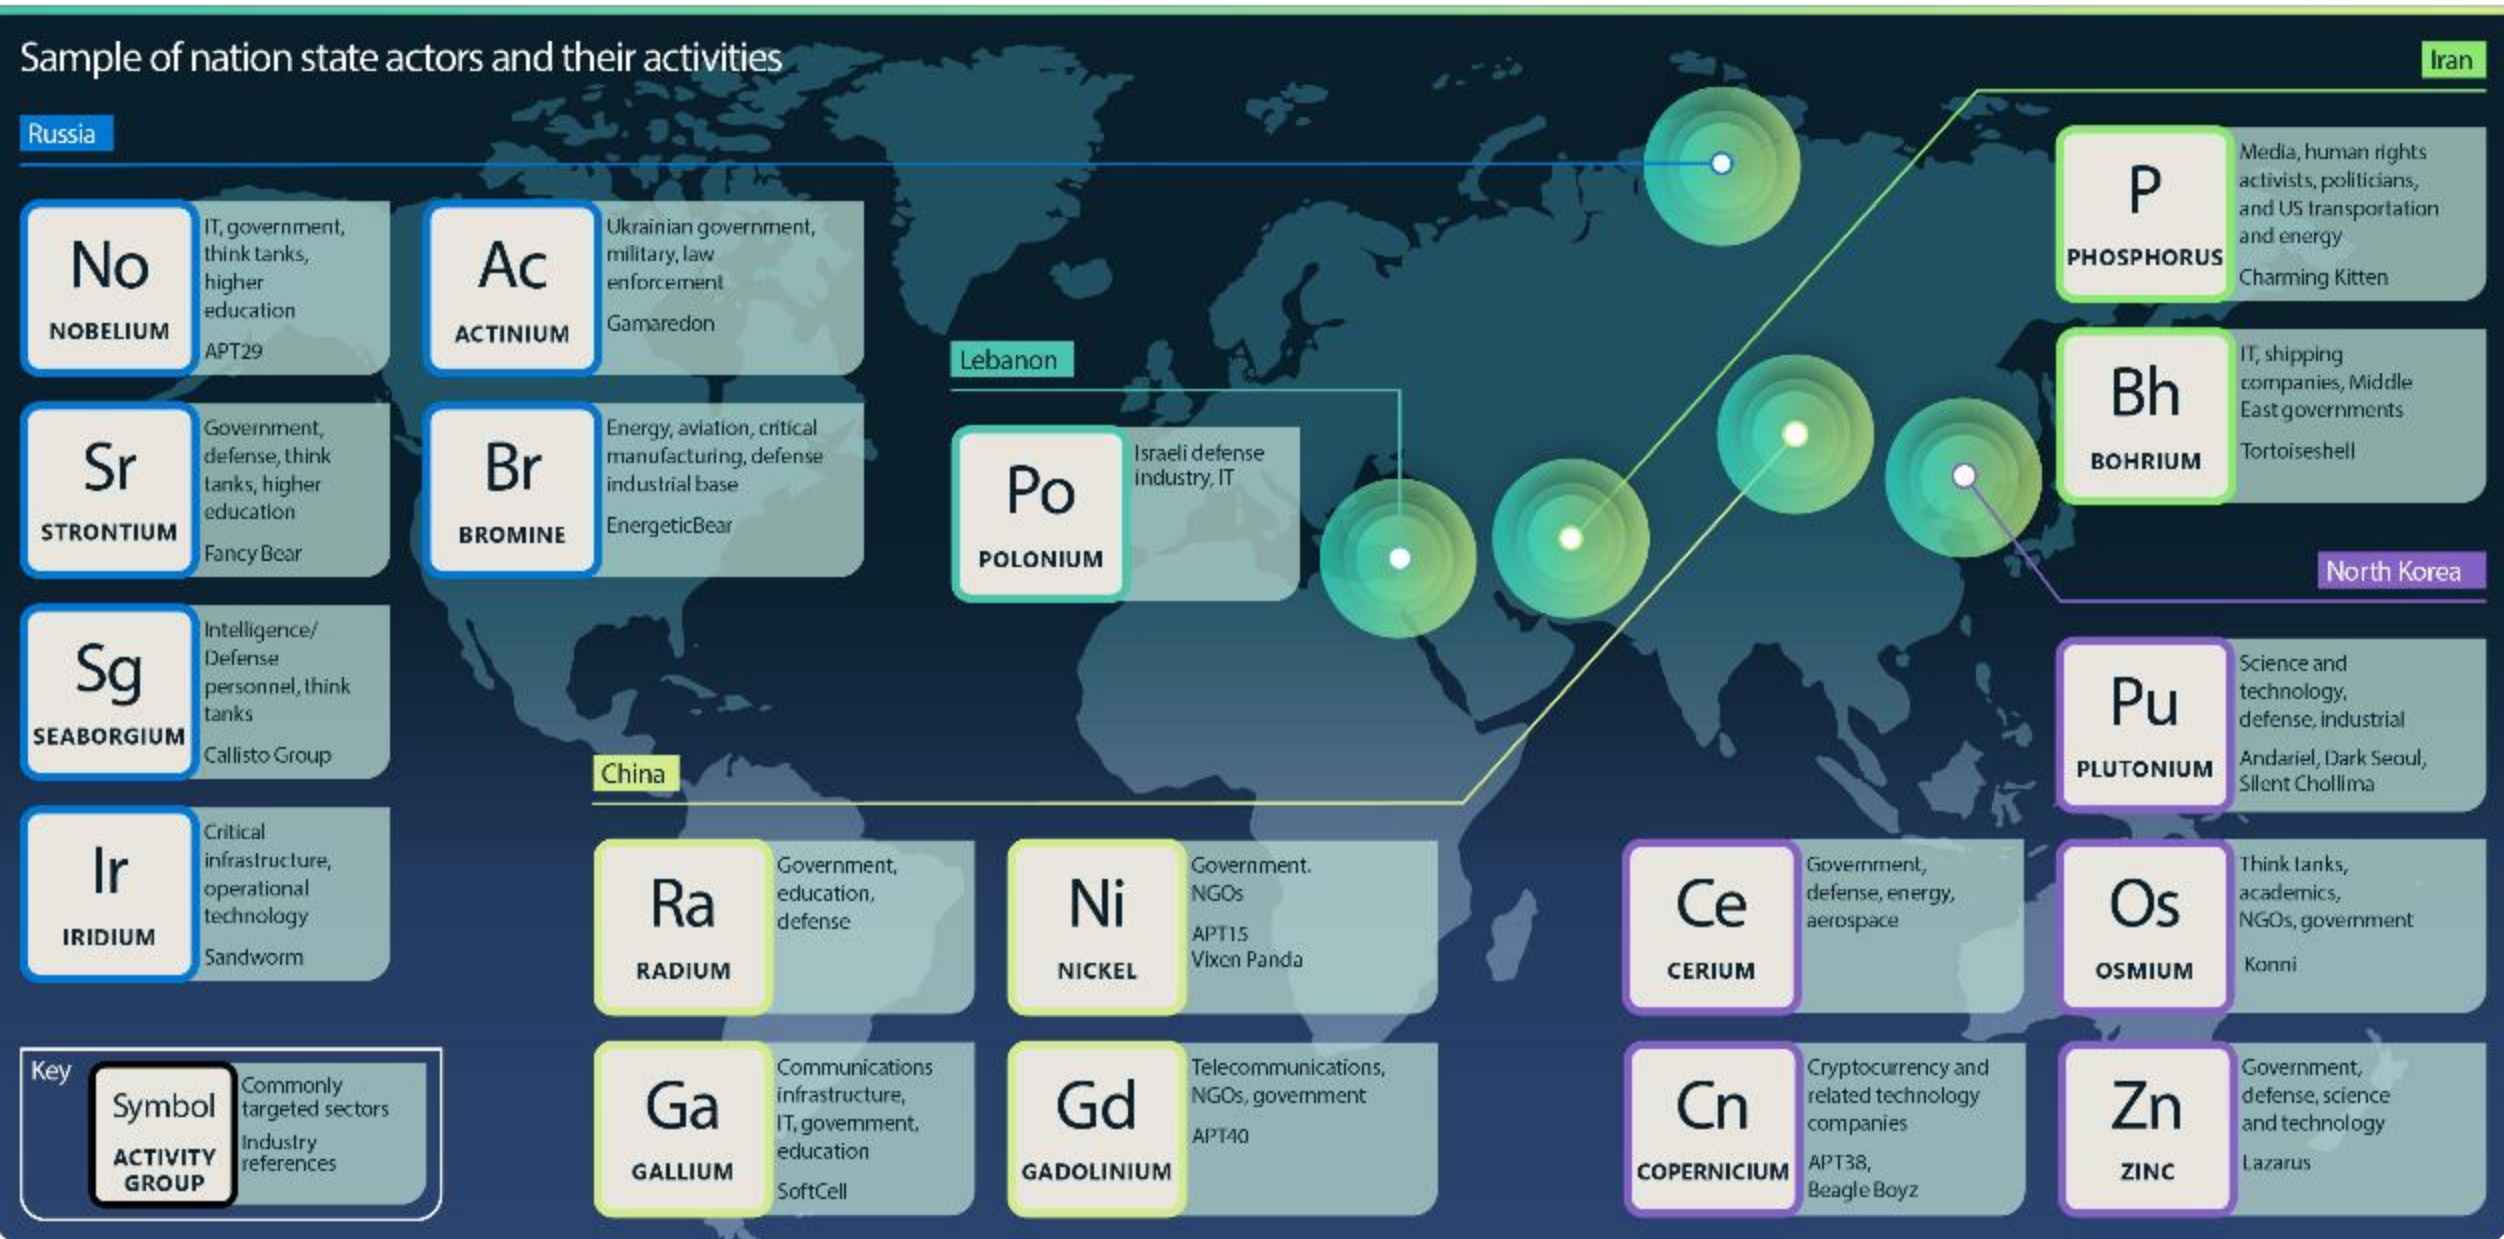 Sample of nation state actors and their activities
Russia
No
NOBELIUM
IT, government,
think tanks,
higher
education
APT29
Ac
ACTINIUM
Ukrainian government,
military, law
enforcement
Gamaredon
Sr
STRONTIUM
Government,
defense, think
tanks, higher
education
Fancy Bear
Br
BROMINE
Energy, aviation, critical
manufacturing, defense
industrial base
EnergeticBear
Sg
SEABORGIUM
Intelligence/
Defense
personnel, think
tanks
Callisto Group
Ir
IRIDIUM
Critical
infrastructure,
operational
technology
Sandworm
Key
Symbol
ACTIVITY
GROUP
Commonly
targeted sectors
Industry
references
Lebanon
Po
POLONIUM
Israeli defense
industry, IT
China
Ra
RADIUM
Government,
education,
defense
Ni
NICKEL
Government.
NGOs
APT15
Vixen Panda
Ga
GALLIUM
Communications
infrastructure,
IT, government,
education
SoftCell
Gd
GADOLINIUM
Telecommunications,
NGOs, government
APT40
Iran
P
PHOSPHORUS
Media, human rights
activists, politicians,
and US transportation
and energy
Charming Kitten
Bh
BOHRIUM
IT, shipping
companies, Middle
East governments
Tortoiseshell
North Korea
Pu
PLUTONIUM
Science and
technology,
defense, industrial
Andariel, Dark Seoul,
Silent Chollima
Ce
CERIUM
Government,
defense, energy,
aerospace
Os
OSMIUM
Think tanks,
academics,
NGOs, government
Konni
Cn
COPERNICIUM
Cryptocurrency and
related technology
companies
APT38,
Beagle Boyz
Zn
ZINC
Government,
defense, science
and technology
Lazarus